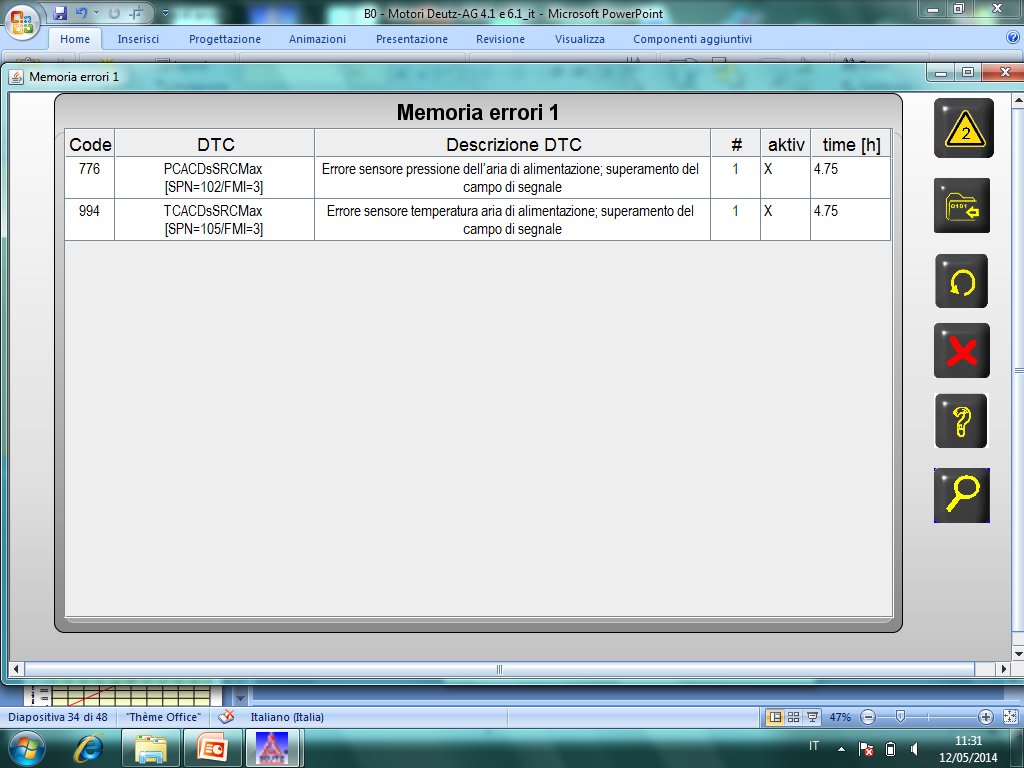 B0 - Motori Deutz-AG 4.1 e 6.1_it - Microsoft PowerPoint
Home Inserisci Progettazione Animazioni Presentazione Revisione Visualizza Componenti aggiuntivi
Memoria errori 1
Memoria errori 1
Code DTC Descrizione DTC # aktiv time [h]
776 PCACDsSRCMax Errore sensore pressione dell'aria di alimentazione; superamento del 1 X 4.75
[SPN=102/FMI=3] campo di segnale
994 TCACDsSRCMax Errore sensore temperatura aria di alimentazione; superamento del 1 X 4.75
[SPN=105/FMI=3] campo di segnale
2
0101
Diapositiva 34 di 48 "Thème Office" Italiano (Italia) 47%
IT 11:31
12/05/2014